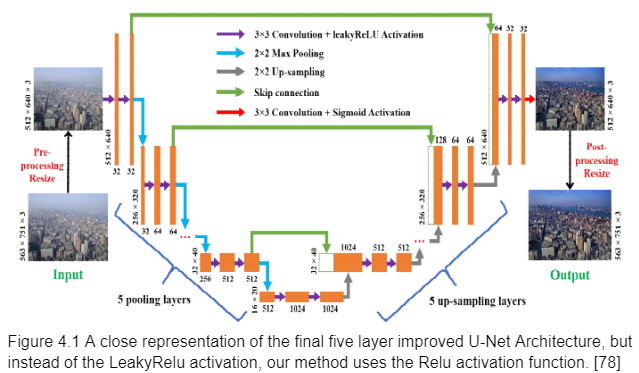 3×3 Convolution + leakyReLU Activation
2×2 Max Pooling
2×2 Up-sampling
Skip connection
3×3 Convolution + Sigmoid Activation
512 × 640 × 3
Pre-
processing
Resize
563 × 751 × 3
Input
512 × 640
32 32
256 × 320
32 64 64
...
32 × 40
256 512 512
16 × 20
512 1024 1024
5 pooling layers
32 × 40
1024 512 512
...
5 up-sampling layers
256 × 320
128 64 64
512 × 640
64 32 32
512 × 640 × 3
Post-
processing
Resize
563 × 751 × 3
Output
Figure 4.1 A close representation of the final five layer improved U-Net Architecture, but
instead of the LeakyRelu activation, our method uses the Relu activation function. [78]